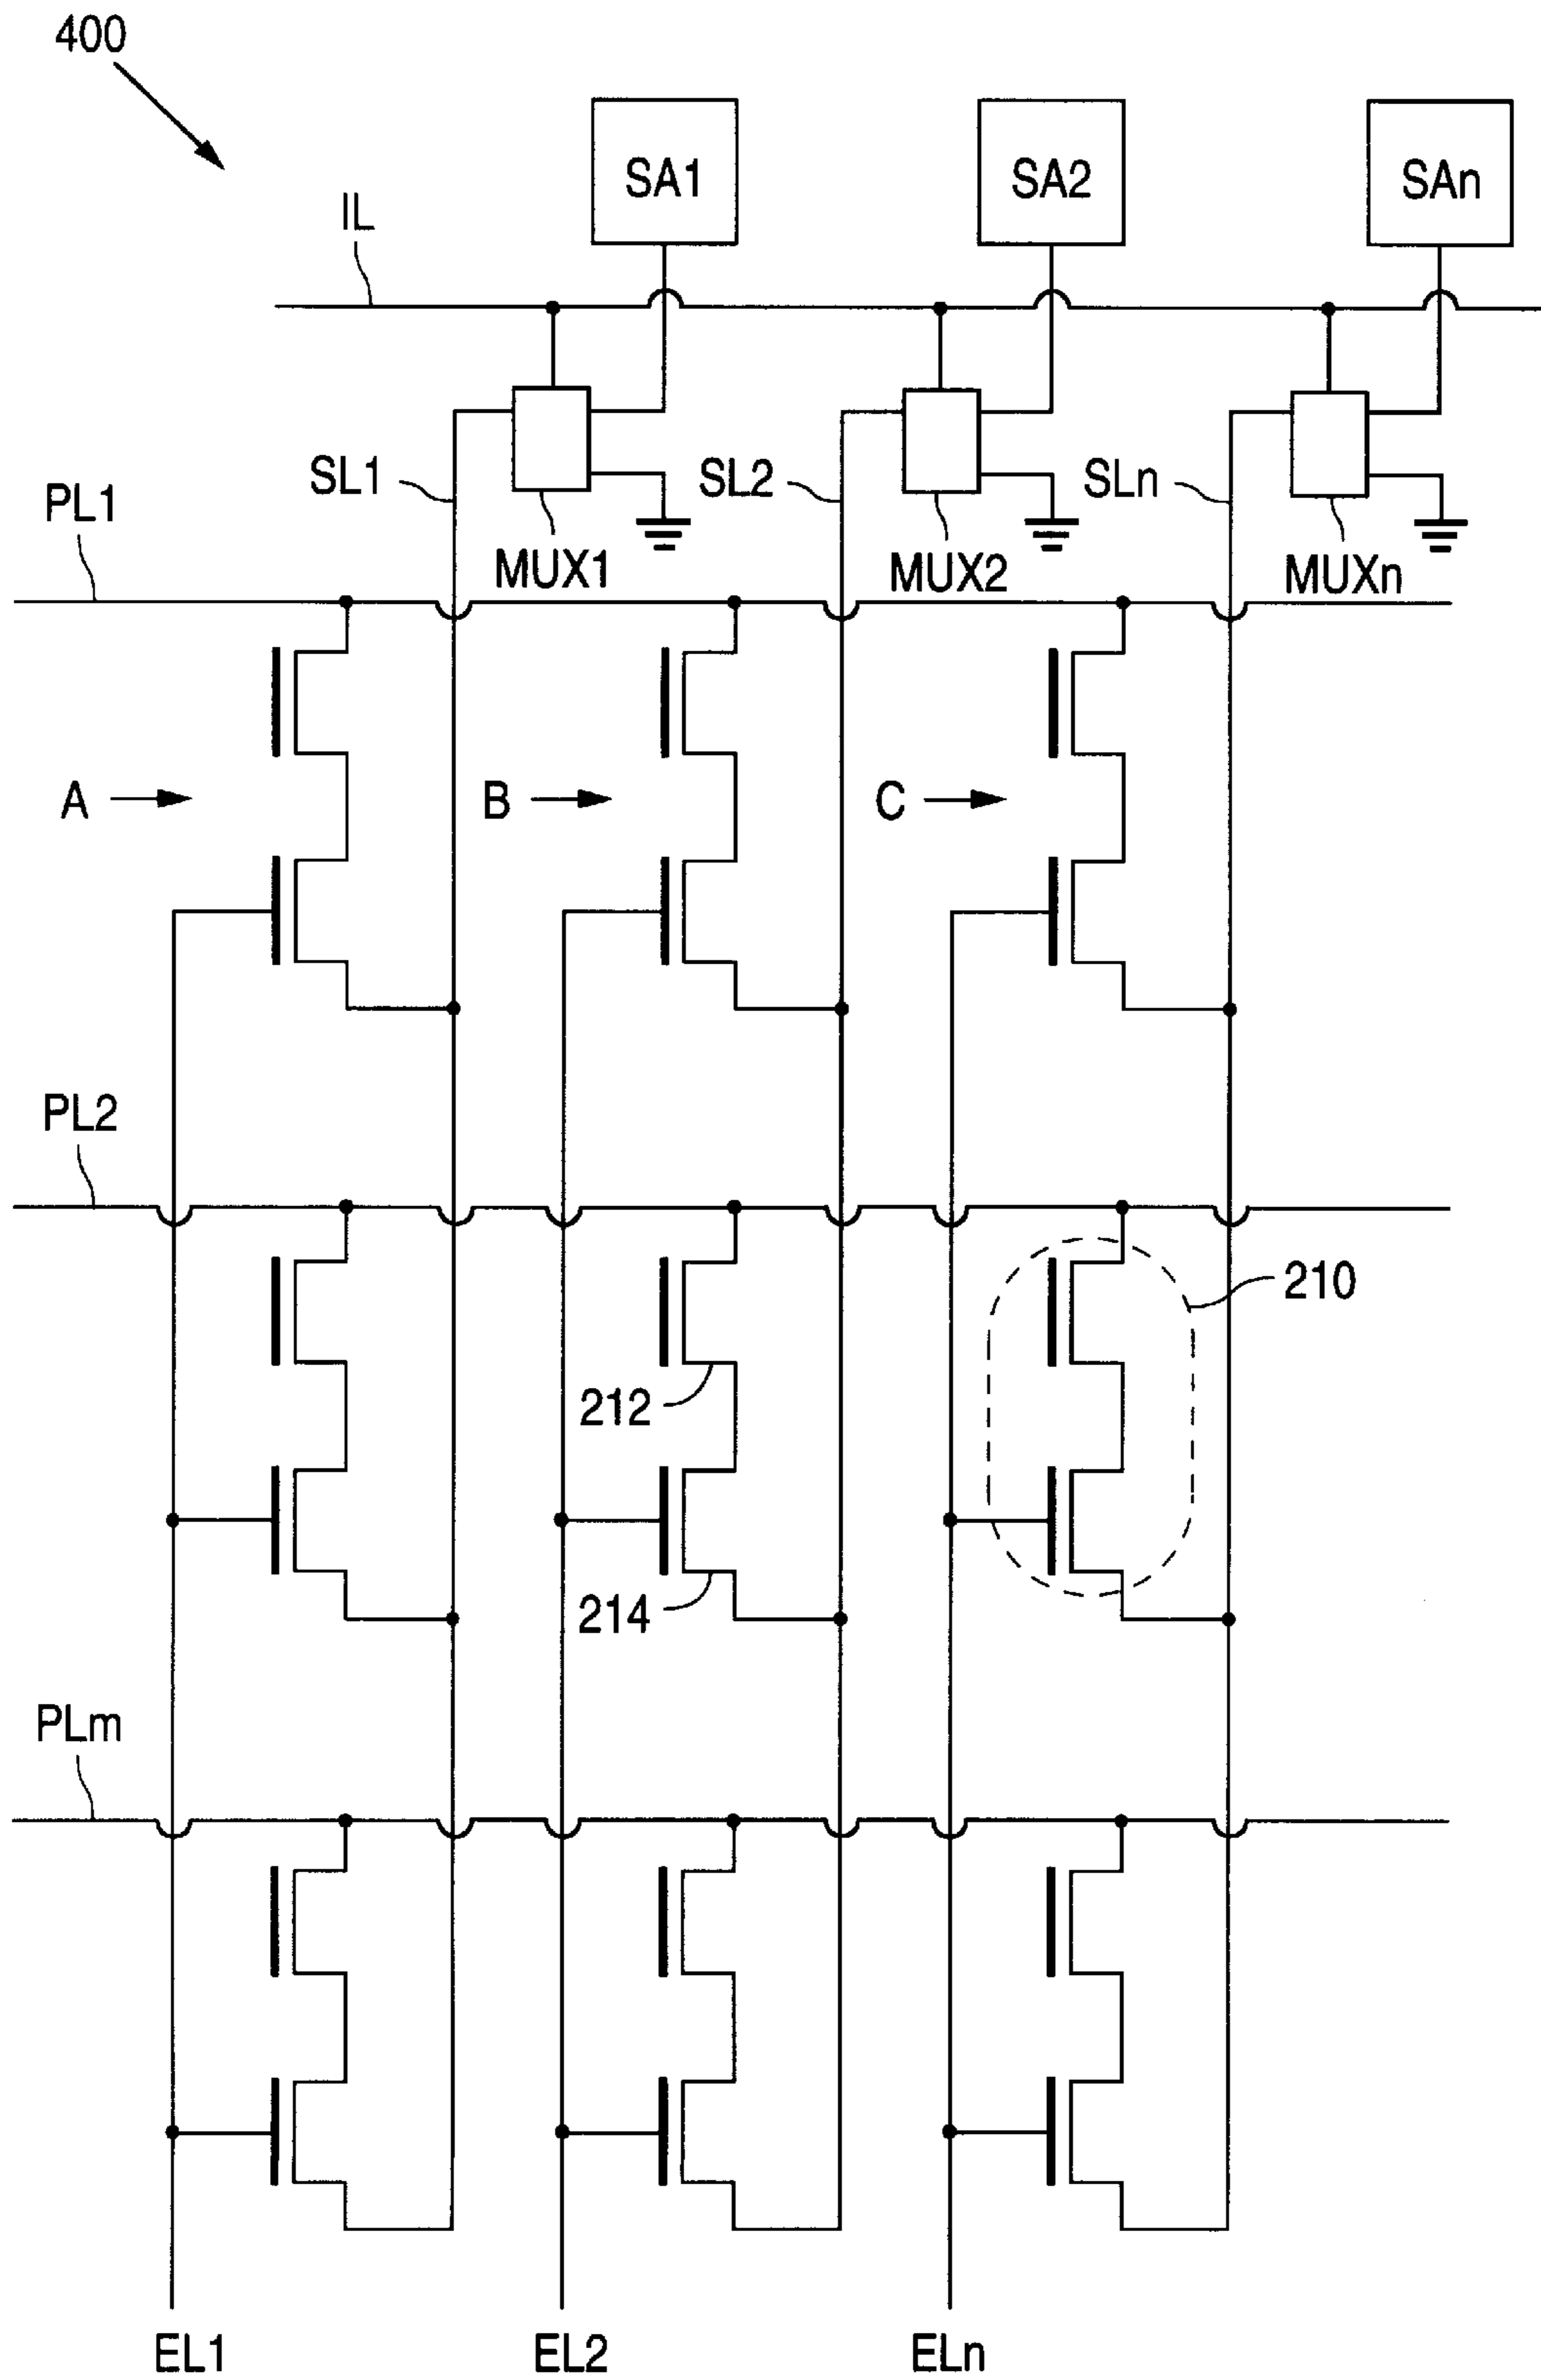 400
SA1
SA2
SAn
IL
SL1
SL2
SLn
PL1
MUX1
MUX2
MUXn
A
B
C
PL2
210
212
214
PLm
EL1
EL2
ELn